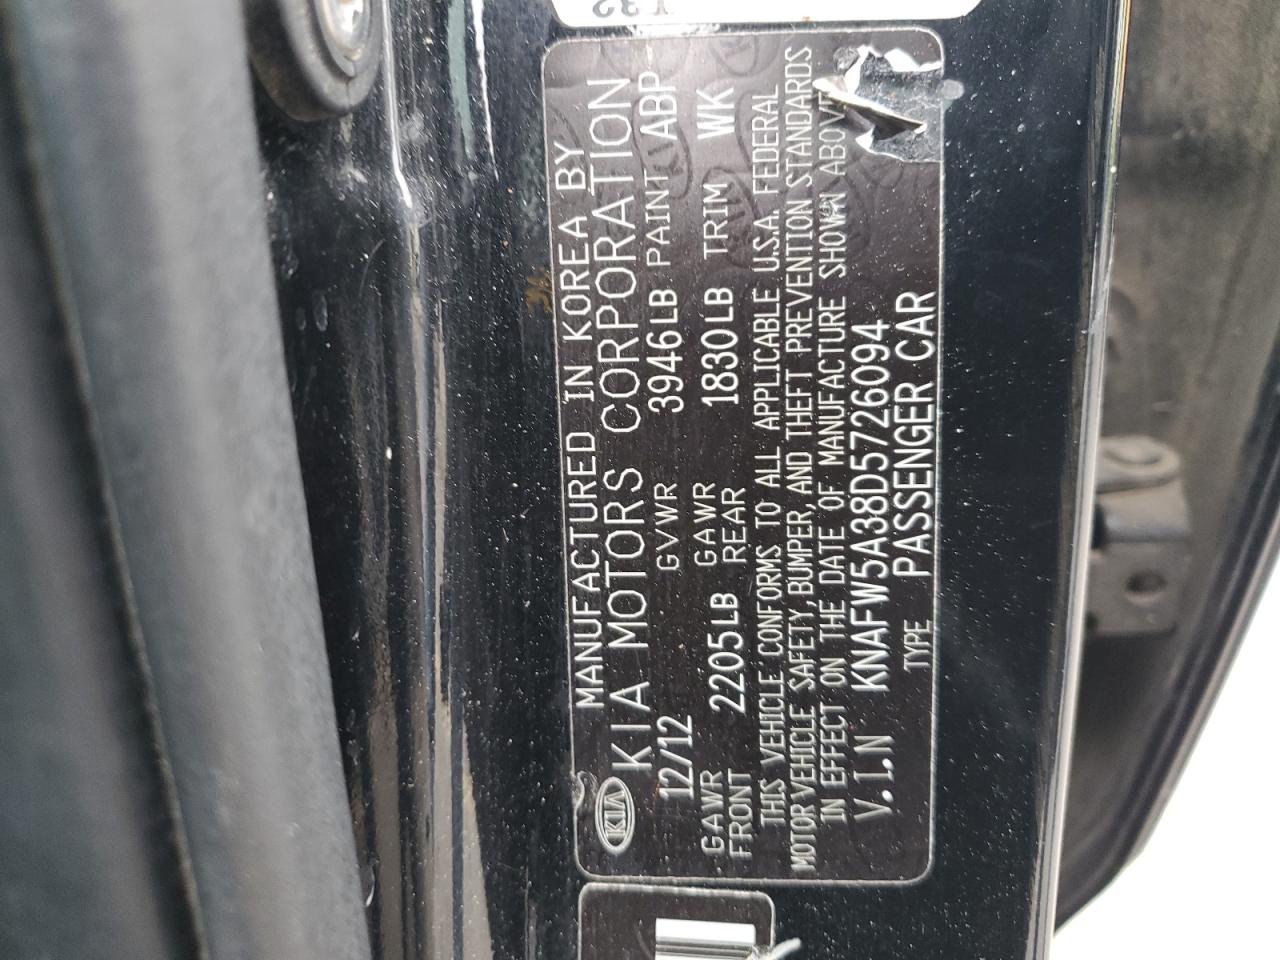 KIA
MANUFACTURED IN KOREA BY
KIA MOTORS CORPORATION
12/12 GVWR 3946LB PAINT ABP
GAWR FRONT 2205LB GAWR REAR 1830LB TRIM WK
THIS VEHICLE CONFORMS TO ALL APPLICABLE U.S.A. FEDERAL
MOTOR VEHICLE SAFETY, BUMPER, AND THEFT PREVENTION STANDARDS
IN EFFECT ON THE DATE OF MANUFACTURE SHOWN ABOVE
V.I.N KNAFW5A38D5726094
TYPE PASSENGER CAR